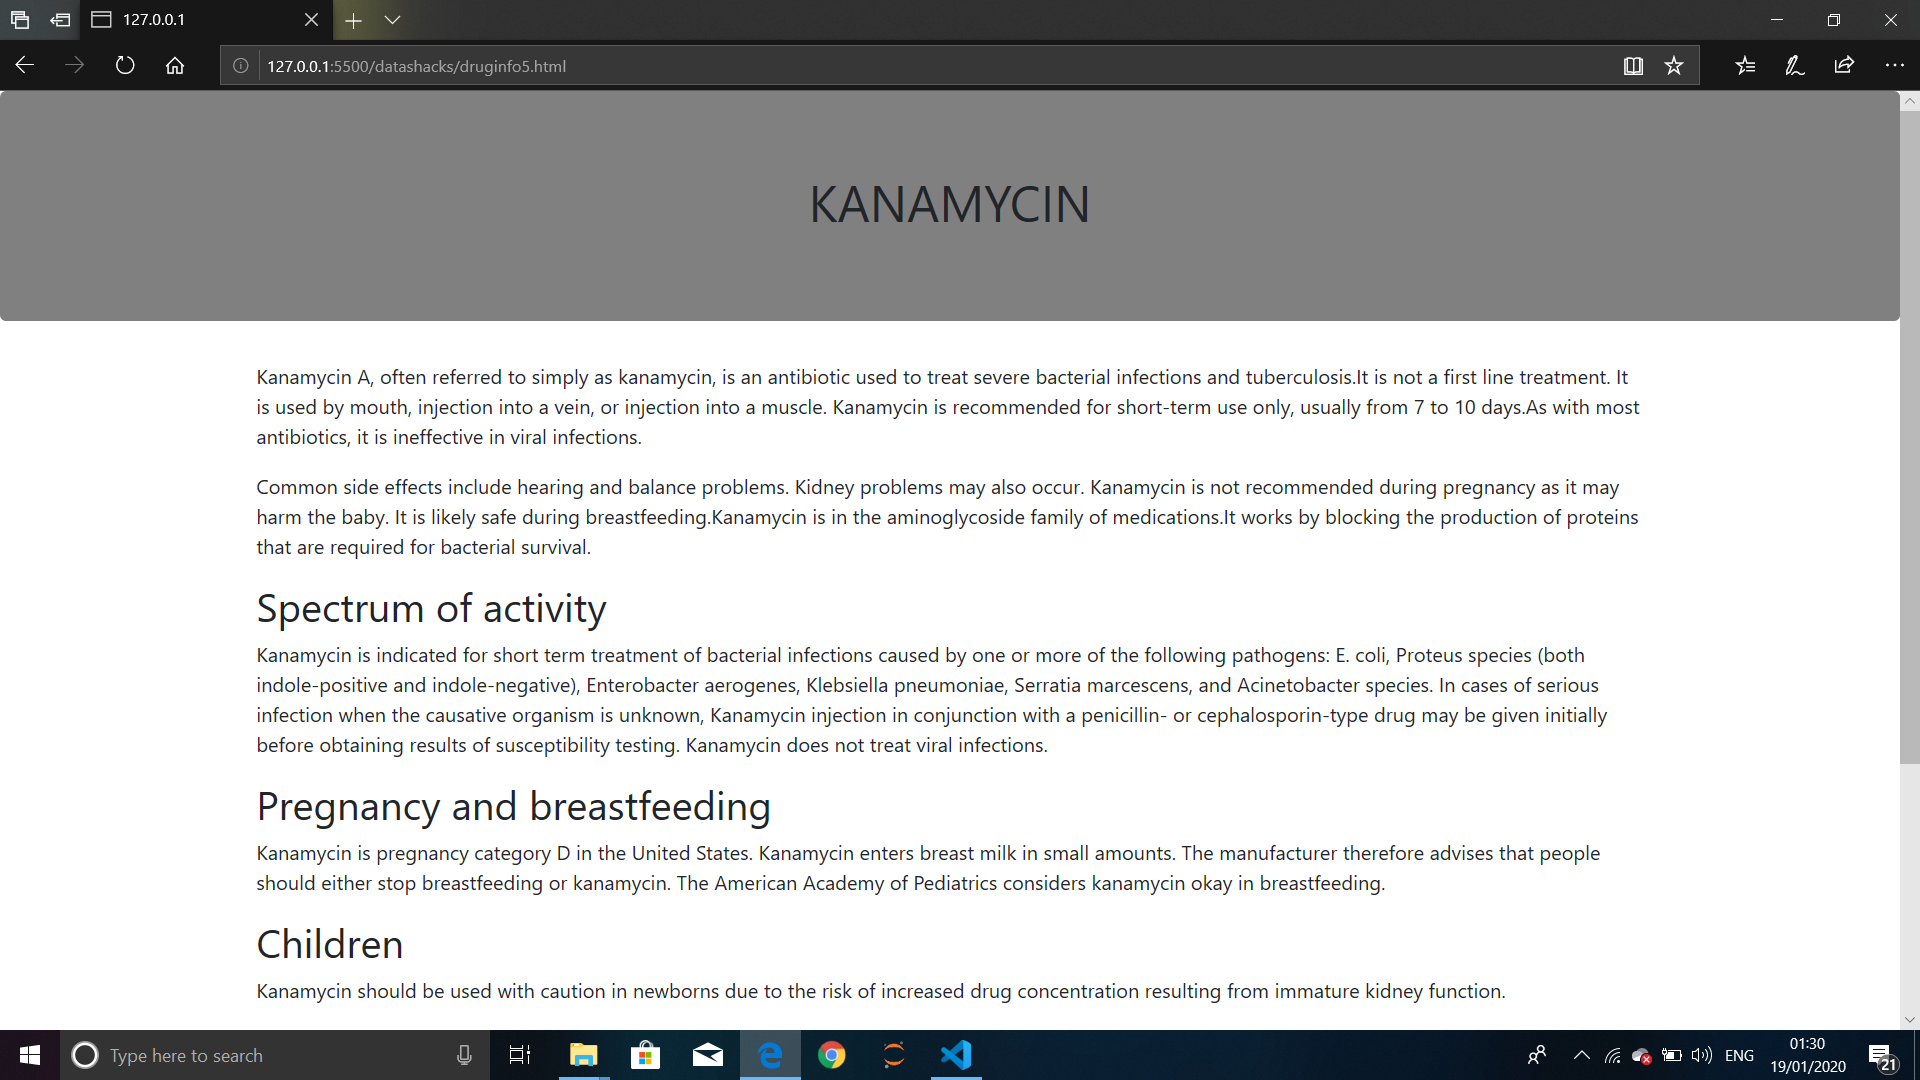 127.0.0.1
127.0.0.1:5500/datashacks/druginfo5.html
KANAMYCIN
Kanamycin A, often referred to simply as kanamycin, is an antibiotic used to treat severe bacterial infections and tuberculosis.It is not a first line treatment. It
is used by mouth, injection into a vein, or injection into a muscle. Kanamycin is recommended for short-term use only, usually from 7 to 10 days.As with most
antibiotics, it is ineffective in viral infections.
Common side effects include hearing and balance problems. Kidney problems may also occur. Kanamycin is not recommended during pregnancy as it may
harm the baby. It is likely safe during breastfeeding.Kanamycin is in the aminoglycoside family of medications.It works by blocking the production of proteins
that are required for bacterial survival.
Spectrum of activity
Kanamycin is indicated for short term treatment of bacterial infections caused by one or more of the following pathogens: E. coli, Proteus species (both
indole-positive and indole-negative), Enterobacter aerogenes, Klebsiella pneumoniae, Serratia marcescens, and Acinetobacter species. In cases of serious
infection when the causative organism is unknown, Kanamycin injection in conjunction with a penicillin- or cephalosporin-type drug may be given initially
before obtaining results of susceptibility testing. Kanamycin does not treat viral infections.
Pregnancy and breastfeeding
Kanamycin is pregnancy category D in the United States. Kanamycin enters breast milk in small amounts. The manufacturer therefore advises that people
should either stop breastfeeding or kanamycin. The American Academy of Pediatrics considers kanamycin okay in breastfeeding.
Children
Kanamycin should be used with caution in newborns due to the risk of increased drug concentration resulting from immature kidney function.
Type here to search
ENG
01:30
19/01/2020
21